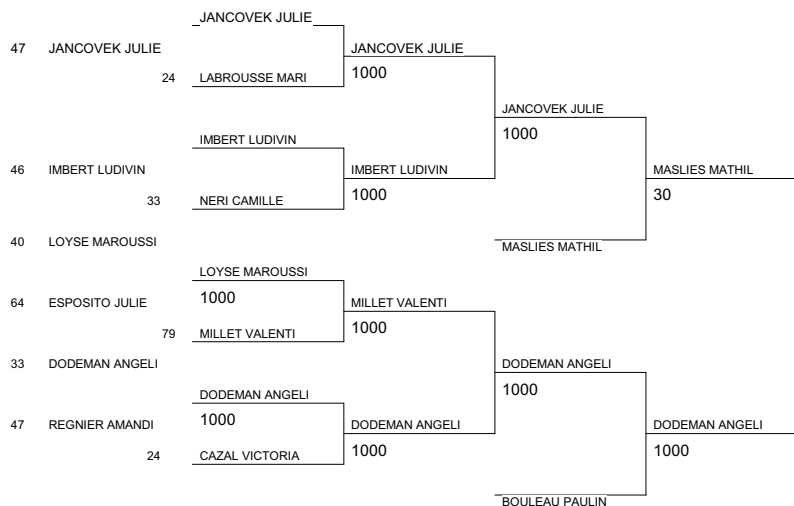 JANCOVEK JULIE
47 JANCOVEK JULIE JANCOVEK JULIE
1000
24 LABROUSSE MARI
JANCOVEK JULIE
1000
IMBERT LUDIVIN
46 IMBERT LUDIVIN IMBERT LUDIVIN MASLIES MATHIL
1000 30
33 NERI CAMILLE
40 LOYSE MAROUSSI
MASLIES MATHIL
LOYSE MAROUSSI
1000
64 ESPOSITO JULIE MILLET VALENTI
1000
79 MILLET VALENTI
33 DODEMAN ANGELI DODEMAN ANGELI
1000
DODEMAN ANGELI
1000
47 REGNIER AMANDI DODEMAN ANGELI DODEMAN ANGELI
1000 1000
24 CAZAL VICTORIA
BOULEAU PAULIN